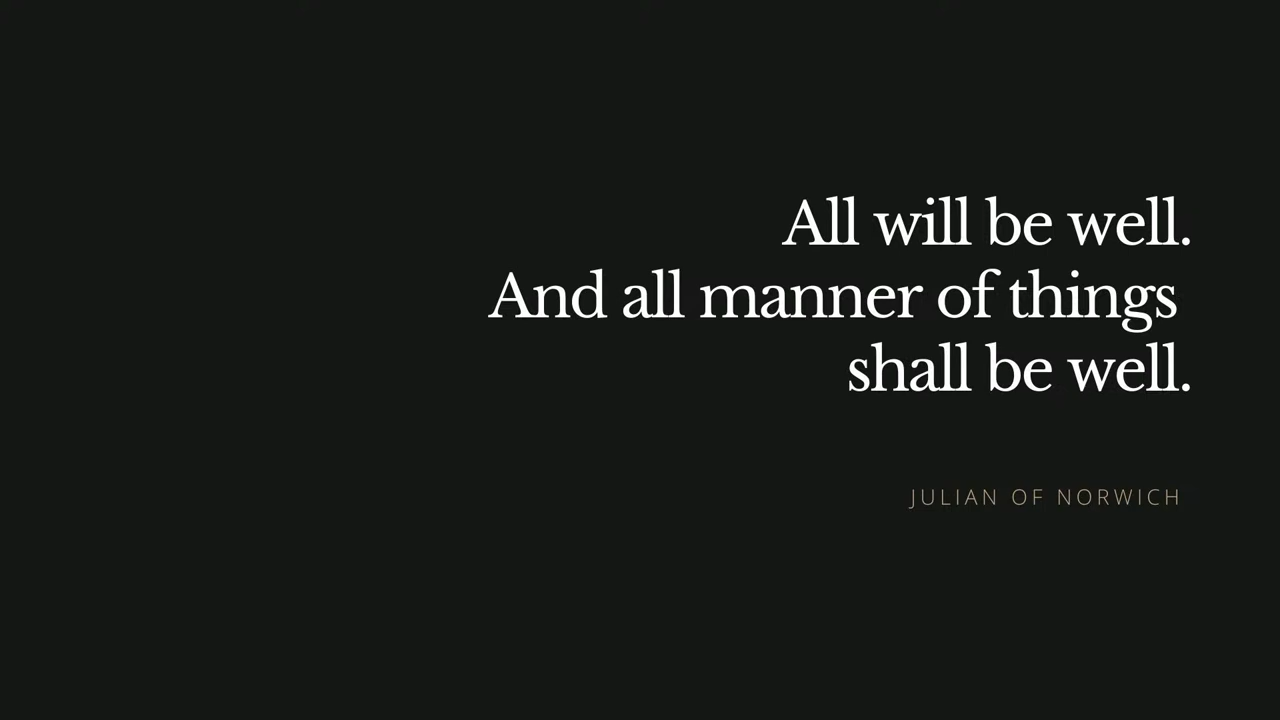 All will be well.
And all manner of things
shall be well.
JULIAN OF NORWICH